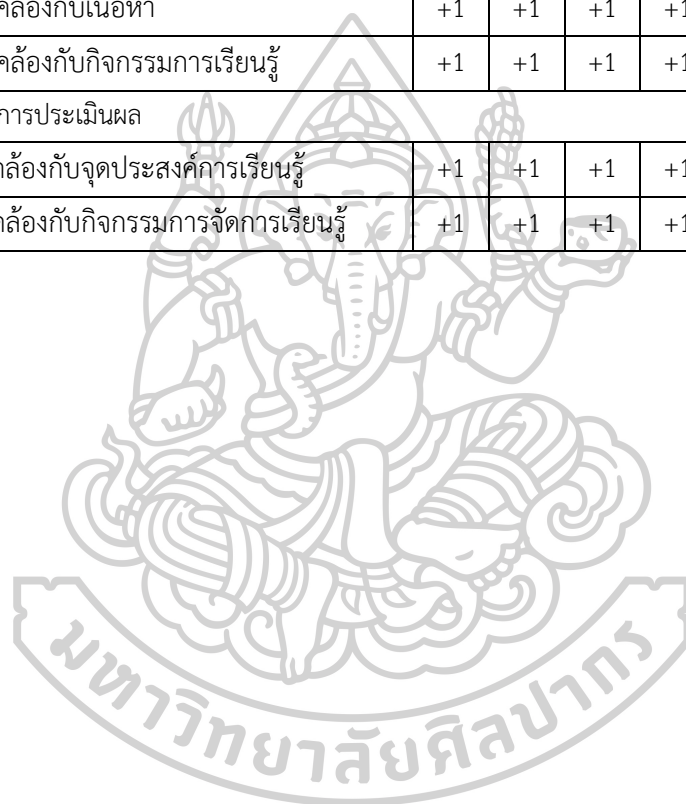 คล้องกับเนื้อหา +1 +1 +1 +1
คล้องกับกิจกรรมการเรียนรู้ +1 +1 +1 +1
การประเมินผล
คล้องกับจุดประสงค์การเรียนรู้ +1 +1 +1 +1
คล้องกับกิจกรรมการจัดการเรียนรู้ +1 +1 +1 +1
มหาวิทยาลัยศิลปากร